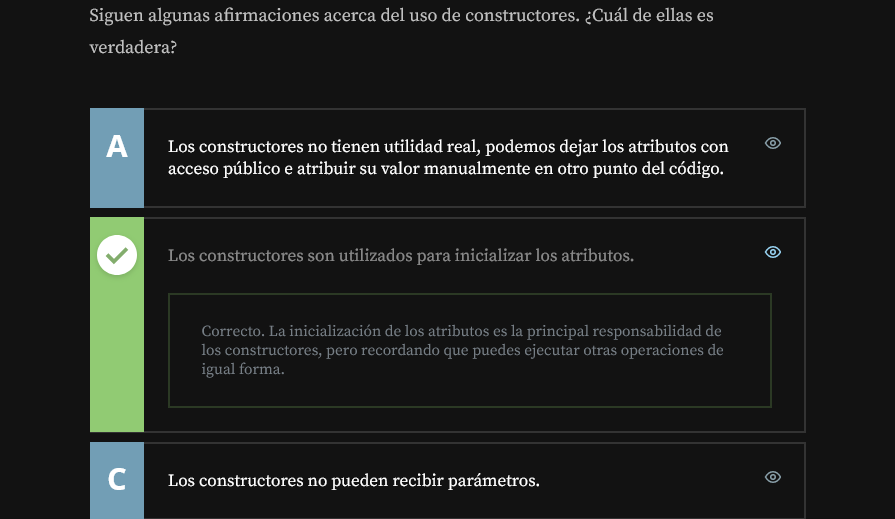 Siguen algunas afirmaciones acerca del uso de constructores. ¿Cuál de ellas es
verdadera?
A
Los constructores no tienen utilidad real, podemos dejar los atributos con
acceso público e atribuir su valor manualmente en otro punto del código.
Los constructores son utilizados para inicializar los atributos.
Correcto. La inicialización de los atributos es la principal responsabilidad de
los constructores, pero recordando que puedes ejecutar otras operaciones de
igual forma.
C
Los constructores no pueden recibir parámetros.